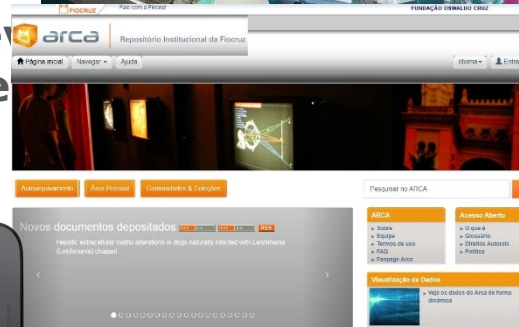 FIOCRUZ
Fale com a Fiocruz
FUNDAÇÃO OSWALDO CRUZ
arca
Repositório Institucional da Fiocruz
Página inicial
Navegar
Ajuda
Idioma
Autoarquivamento
Área Pessoal
Comunidades & Coleções
Pesquisar no ARCA
Novos documentos depositados
RSS
Hepatic extracellular matrix alterations in dogs naturally infected with Leishmania
(Leishmania) chagasi
ARCA
Sobre
Equipe
Termos de uso
FAQ
Fanpage Arca
Acesso Aberto
O que é
Glossário
Direitos Autorais
Política
Visualização de Dados
Veja os dados do Arca de forma
dinâmica